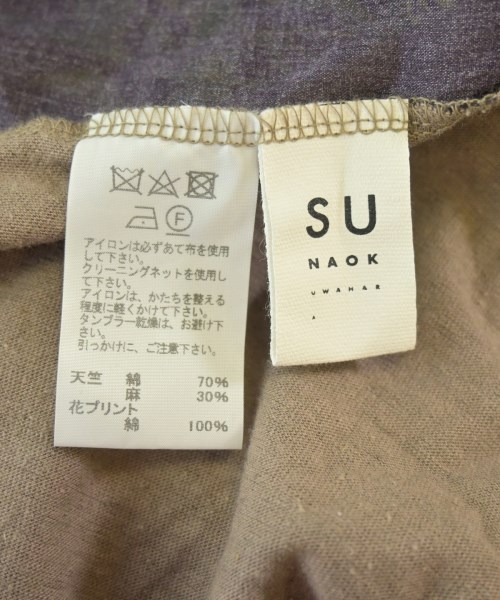 F
アイロンは必ずあて布を使用
して下さい。
クリーニングネットを使用し
て下さい。
アイロンは、かたちを整える
程度に軽くかけて下さい。
タンブラー乾燥は、お避け下
さい。
引っかけに、ご注意下さい。
天竺 綿 70%
麻 30%
花プリント
綿 100%
SU
NAOK
UWAHAR
A